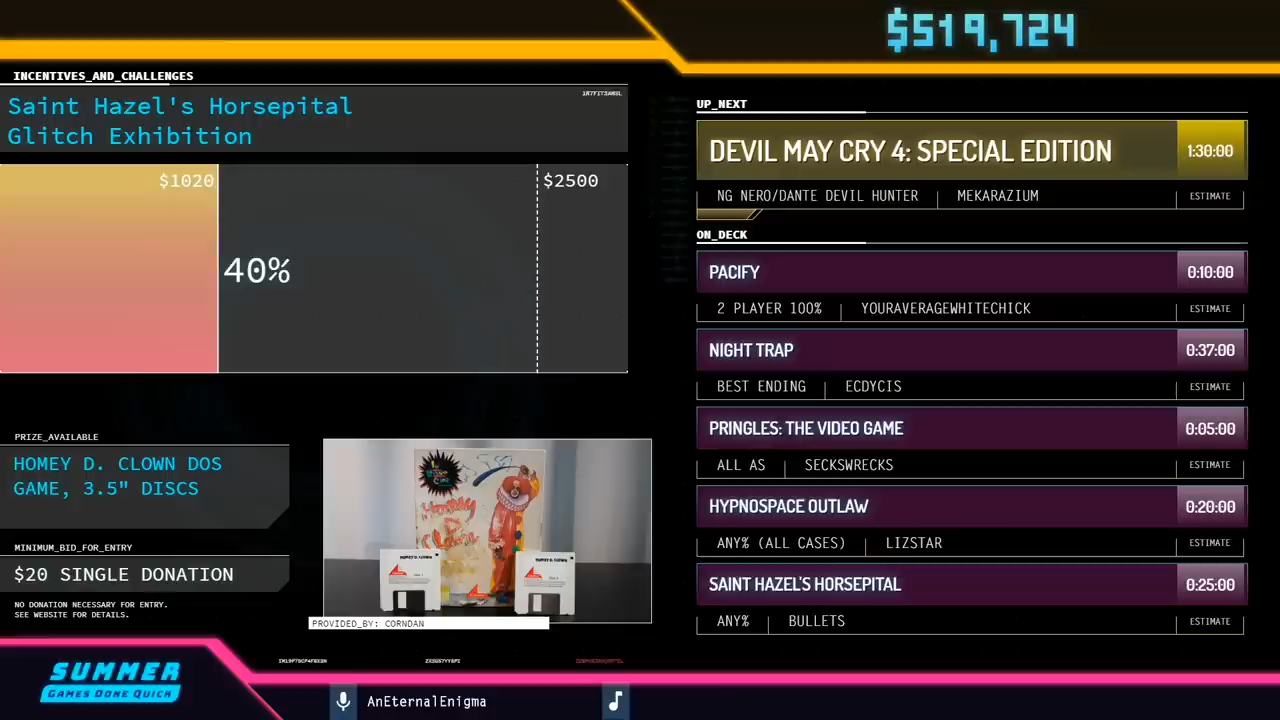 $519,724
INCENTIVES_AND_CHALLENGES
Saint Hazel's Horsepital
Glitch Exhibition
$1020
$2500
40%
PRIZE_AVAILABLE
HOMEY D. CLOWN DOS
GAME, 3.5" DISCS
MINIMUM_BID_FOR_ENTRY
$20 SINGLE DONATION
NO DONATION NECESSARY FOR ENTRY.
SEE WEBSITE FOR DETAILS.
Homey D. Clown
PROVIDED_BY: CORNDAN
UP_NEXT
DEVIL MAY CRY 4: SPECIAL EDITION
1:30:00
NG NERO/DANTE DEVIL HUNTER
MEKARAZIUM
ESTIMATE
ON_DECK
PACIFY
0:10:00
2 PLAYER 100%
YOURAVERAGEWHITECHICK
ESTIMATE
NIGHT TRAP
0:37:00
BEST ENDING
ECDYCIS
ESTIMATE
PRINGLES: THE VIDEO GAME
0:05:00
ALL AS
SECKSWRECKS
ESTIMATE
HYPNOSPACE OUTLAW
0:20:00
ANY% (ALL CASES)
LIZSTAR
ESTIMATE
SAINT HAZEL'S HORSEPITAL
0:25:00
ANY%
BULLETS
ESTIMATE
SUMMER
GAMES DONE QUICK
AnEternalEnigma